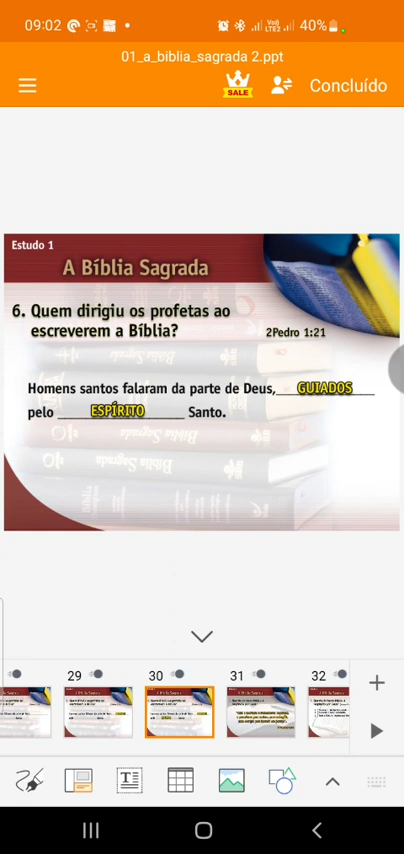 09:02
Voj)
LTE2
40%
01_a_biblia_sagrada 2.ppt
SALE
Concluído
Estudo 1
A Bíblia Sagrada
6. Quem dirigiu os profetas ao
escreverem a Bíblia?
2Pedro 1:21
Homens santos falaram da parte de Deus, GUIADOS
pelo ESPÍRITO Santo.
29
30
31
32
T